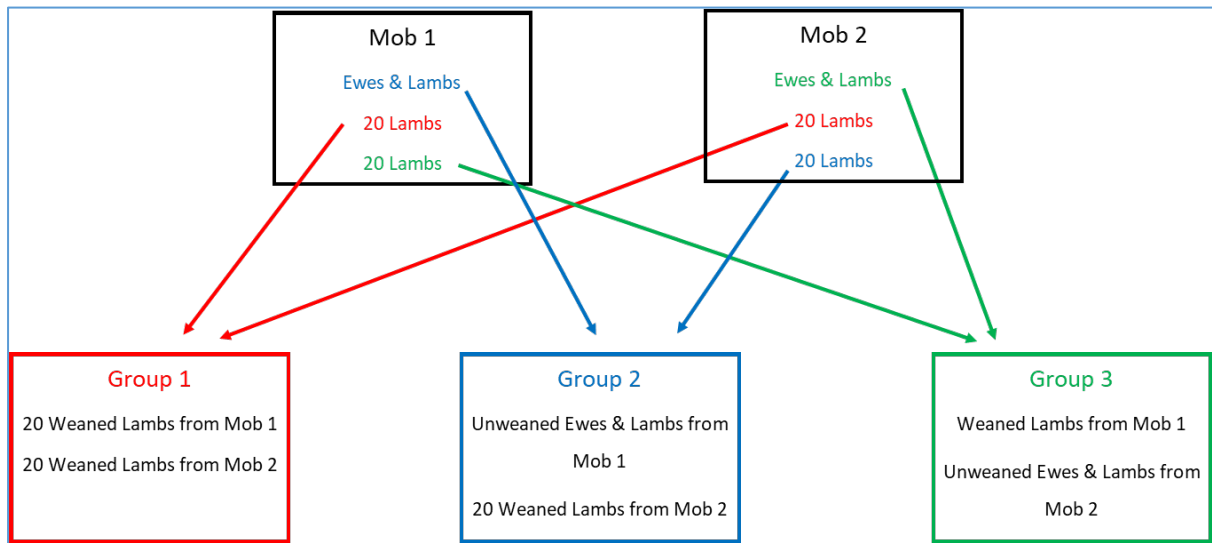 Mob 1
Ewes & Lambs
20 Lambs
20 Lambs
Mob 2
Ewes & Lambs
20 Lambs
20 Lambs
Group 1
20 Weaned Lambs from Mob 1
20 Weaned Lambs from Mob 2
Group 2
Unweaned Ewes & Lambs from
Mob 1
20 Weaned Lambs from Mob 2
Group 3
Weaned Lambs from Mob 1
Unweaned Ewes & Lambs from
Mob 2